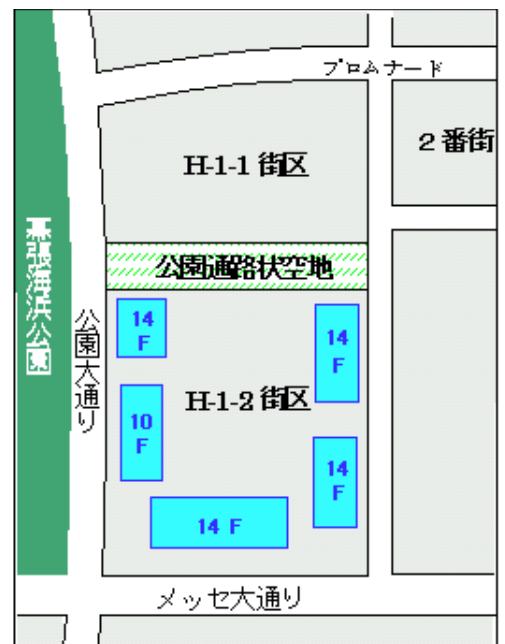 プロムナード
2番街
H-1-1 街区
公園通路状空地
幕張海浜公園
公園大通り
14
F
14
F
H-1-2 街区
10
F
14
F
14 F
メッセ大通り